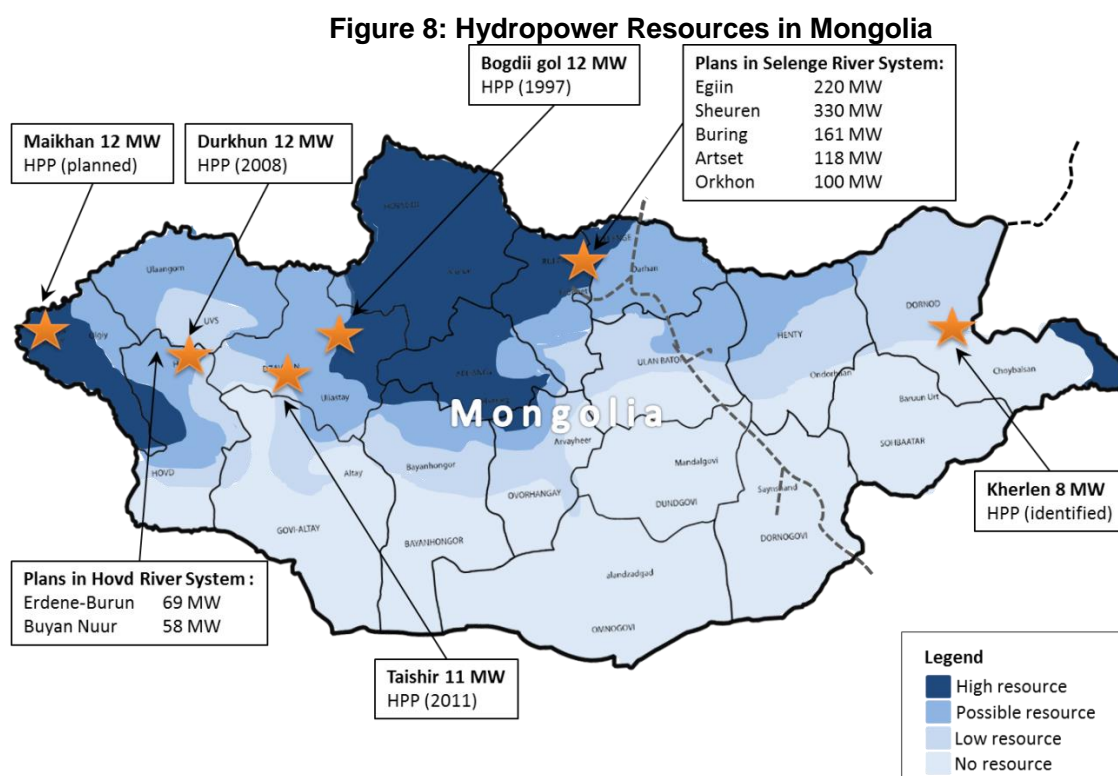 Figure 8: Hydropower Resources in Mongolia
Bogdii gol 12 MW
HPP (1997)
Plans in Selenge River System:
Egiin 220 MW
Sheuren 330 MW
Buring 161 MW
Artset 118 MW
Orkhon 100 MW
Maikhan 12 MW
HPP (planned)
Durkhun 12 MW
HPP (2008)
Ulaangom
Darhan
UVS
DORNOD
HENTY
ULAN BATOR
Ondorhaan
Choybalsan
Uliastay
Baruun Urt
Mongolia
Arvayheer
SOHBAATAR
HOVD
Altay
Bayanhongor
Mandalgovi
OVORHANGAY
DUNDGOVI
Saynshand
GOVI-ALTAY
BAYANHONGOR
DORNOGOVI
alandzadgad
OMNOGOVI
Kherlen 8 MW
HPP (identified)
Plans in Hovd River System :
Erdene-Burun 69 MW
Buyan Nuur 58 MW
Taishir 11 MW
HPP (2011)
Legend
High resource
Possible resource
Low resource
No resource